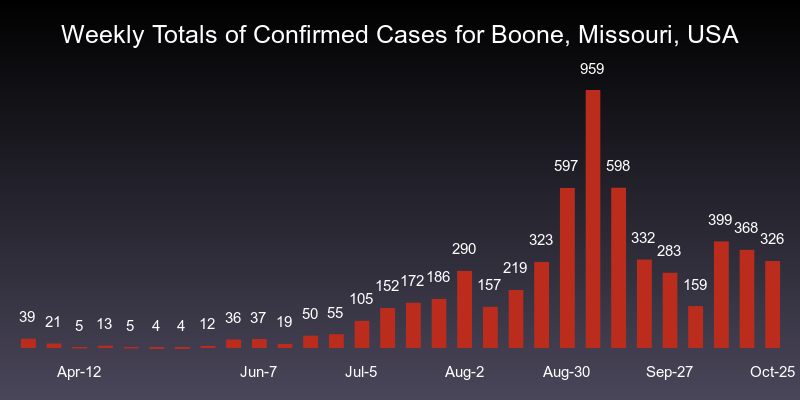 Weekly Totals of Confirmed Cases for Boone, Missouri, USA
39 21 5 13 5 4 4 12 36 37 19 50 55 105 152 172 186 290 157 219 323 597 959 598 332 283 159 399 368 326
Apr-12 Jun-7 Jul-5 Aug-2 Aug-30 Sep-27 Oct-25